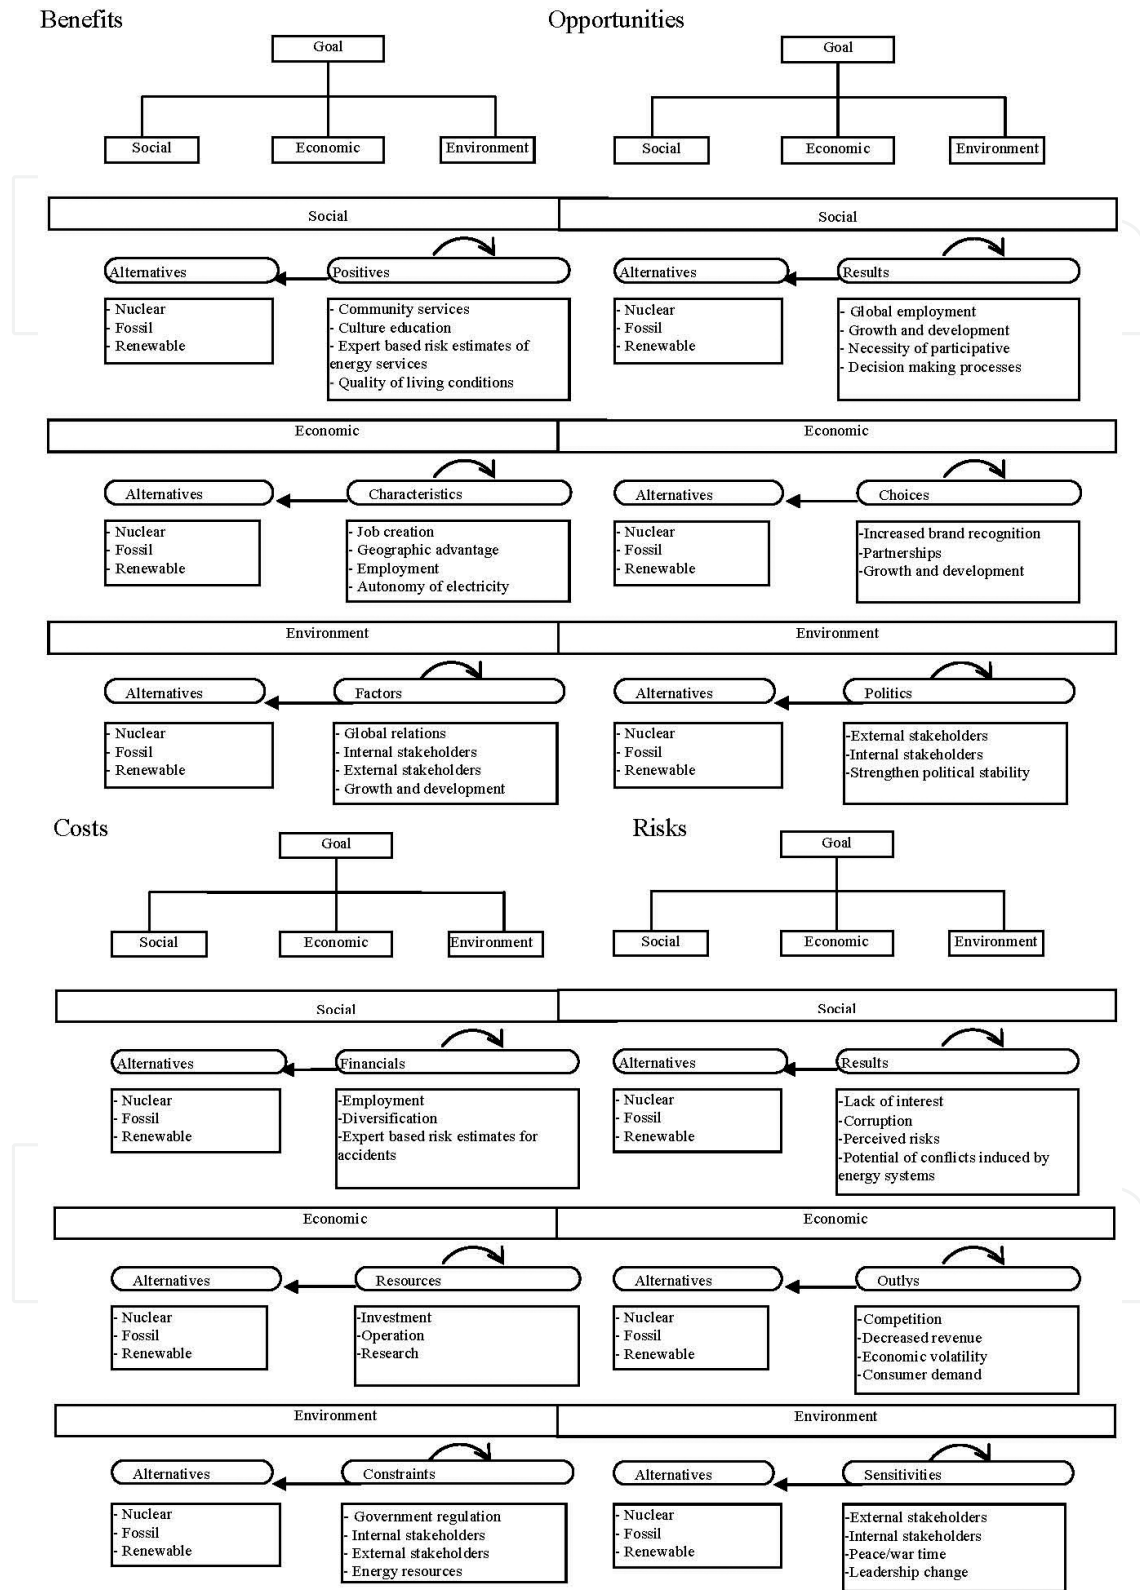 Benefits
Goal
Social
Economic
Environment
Social
Alternatives
- Nuclear
- Fossil
- Renewable
Positives
- Community services
- Culture education
- Expert based risk estimates of
energy services
- Quality of living conditions
Economic
Alternatives
- Nuclear
- Fossil
- Renewable
Characteristics
- Job creation
- Geographic advantage
- Employment
- Autonomy of electricity
Environment
Alternatives
- Nuclear
- Fossil
- Renewable
Factors
- Global relations
- Internal stakeholders
- External stakeholders
- Growth and development
Opportunities
Goal
Social
Economic
Environment
Social
Alternatives
- Nuclear
- Fossil
- Renewable
Results
- Global employment
- Growth and development
- Necessity of participative
- Decision making processes
Economic
Alternatives
- Nuclear
- Fossil
- Renewable
Choices
-Increased brand recognition
-Partnerships
-Growth and development
Environment
Alternatives
- Nuclear
- Fossil
- Renewable
Politics
-External stakeholders
-Internal stakeholders
-Strengthen political stability
Costs
Goal
Social
Economic
Environment
Social
Alternatives
- Nuclear
- Fossil
- Renewable
Financials
-Employment
-Diversification
-Expert based risk estimates for
accidents
Economic
Alternatives
- Nuclear
- Fossil
- Renewable
Resources
-Investment
-Operation
-Research
Environment
Alternatives
- Nuclear
- Fossil
- Renewable
Constraints
- Government regulation
- Internal stakeholders
- External stakeholders
- Energy resources
Risks
Goal
Social
Economic
Environment
Social
Alternatives
- Nuclear
- Fossil
- Renewable
Results
-Lack of interest
-Corruption
-Perceived risks
-Potential of conflicts induced by
energy systems
Economic
Alternatives
- Nuclear
- Fossil
- Renewable
Outlys
-Competition
-Decreased revenue
-Economic volatility
-Consumer demand
Environment
Alternatives
- Nuclear
- Fossil
- Renewable
Sensitivities
-External stakeholders
-Internal stakeholders
-Peace/war time
-Leadership change